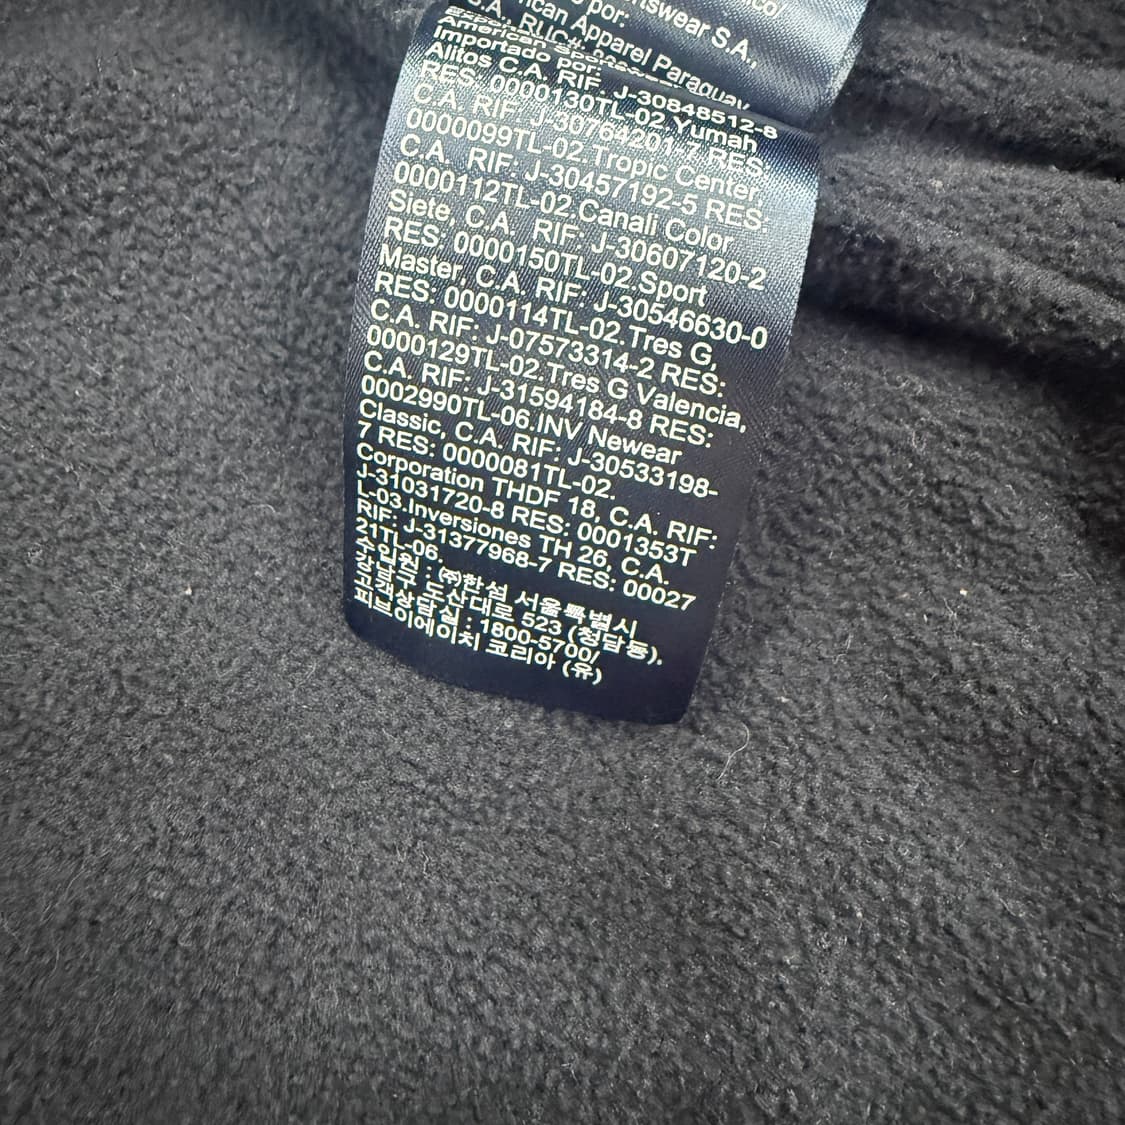 por:
tswear S.A.,
ican Apparel Paraguay
S.A. RUC#:
Importado por:
Alitos C.A. RIF. J-30848512-8
RES: 0000130TL-02.Yumah
C.A. RIF: J-30764201-7 RES:
0000099TL-02.Tropic Center,
C.A. RIF: J-30457192-5 RES:
0000112TL-02.Canali Color
Siete, C.A. RIF: J-30607120-2
RES: 0000150TL-02.Sport
Master, C.A. RIF: J-30546630-0
RES: 0000114TL-02.Tres G,
C.A. RIF: J-07573314-2 RES:
0000129TL-02.Tres G Valencia,
C.A. RIF: J-31594184-8 RES:
0002990TL-06.INV Newear
Classic, C.A. RIF: J-30533198-
7 RES: 0000081TL-02.
Corporation THDF 18, C.A. RIF:
J-31031720-8 RES: 0001353T
L-03.Inversiones TH 26, C.A.
RIF: J-31377968-7 RES: 00027
21TL-06.
수입원 : ㈜한섬 서울특별시
강남구 도산대로 523 (청담동),
고객상담실 : 1800-5700/
피브이에이치 코리아 (유)